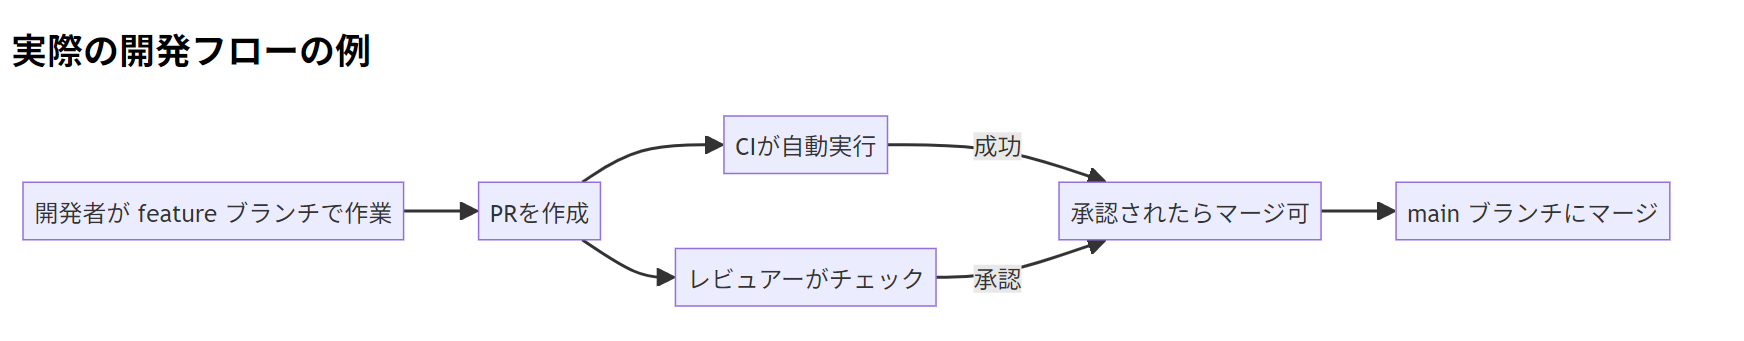 実際の開発フローの例
開発者が feature ブランチで作業
PRを作成
CIが自動実行
成功
レビュアーがチェック
承認
承認されたらマージ可
main ブランチにマージ